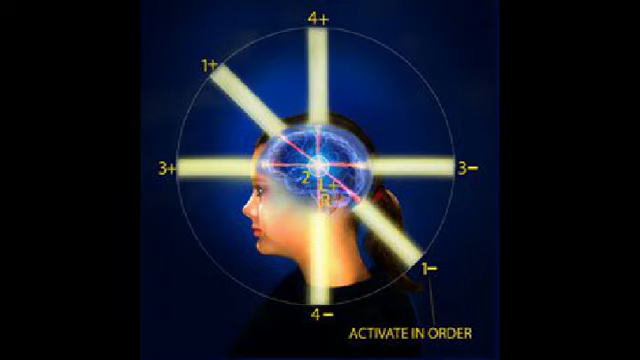 4+
1+
3+
3–
2
L+
R–
1–
4–
ACTIVATE IN ORDER